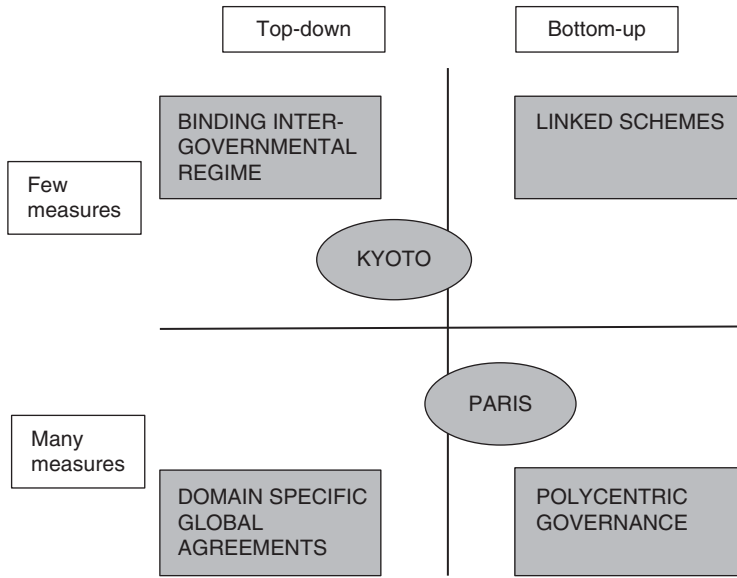 Top-down
Bottom-up
BINDING INTER-
GOVERNMENTAL
REGIME
LINKED SCHEMES
Few
measures
KYOTO
PARIS
Many
measures
DOMAIN SPECIFIC
GLOBAL
AGREEMENTS
POLYCENTRIC
GOVERNANCE